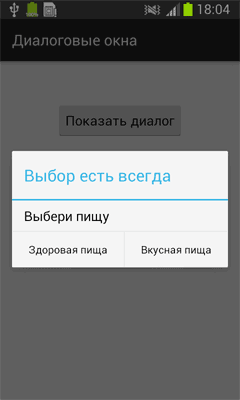 18:04
Диалоговые окна
Показать диалог
Выбор есть всегда
Выбери пищу
Здоровая пища
Вкусная пища